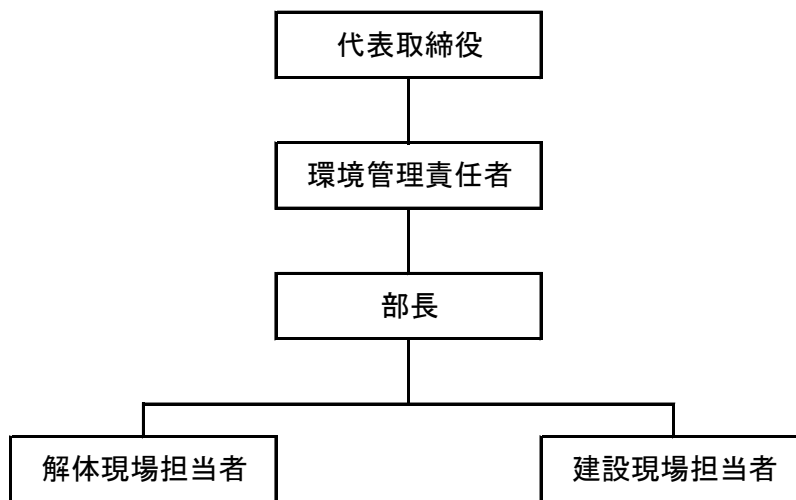 代表取締役
環境管理責任者
部長
解体現場担当者
建設現場担当者